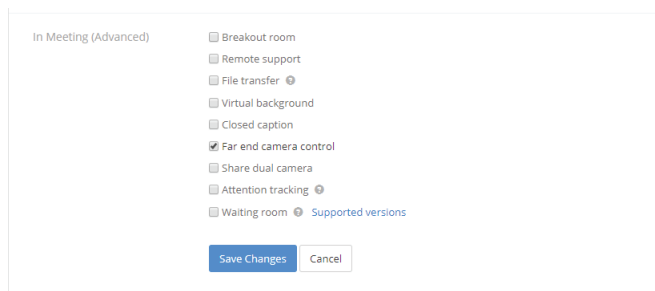 In Meeting (Advanced)
Breakout room
Remote support
File transfer
Virtual background
Closed caption
Far end camera control
Share dual camera
Attention tracking
Waiting room Supported versions
Save Changes Cancel